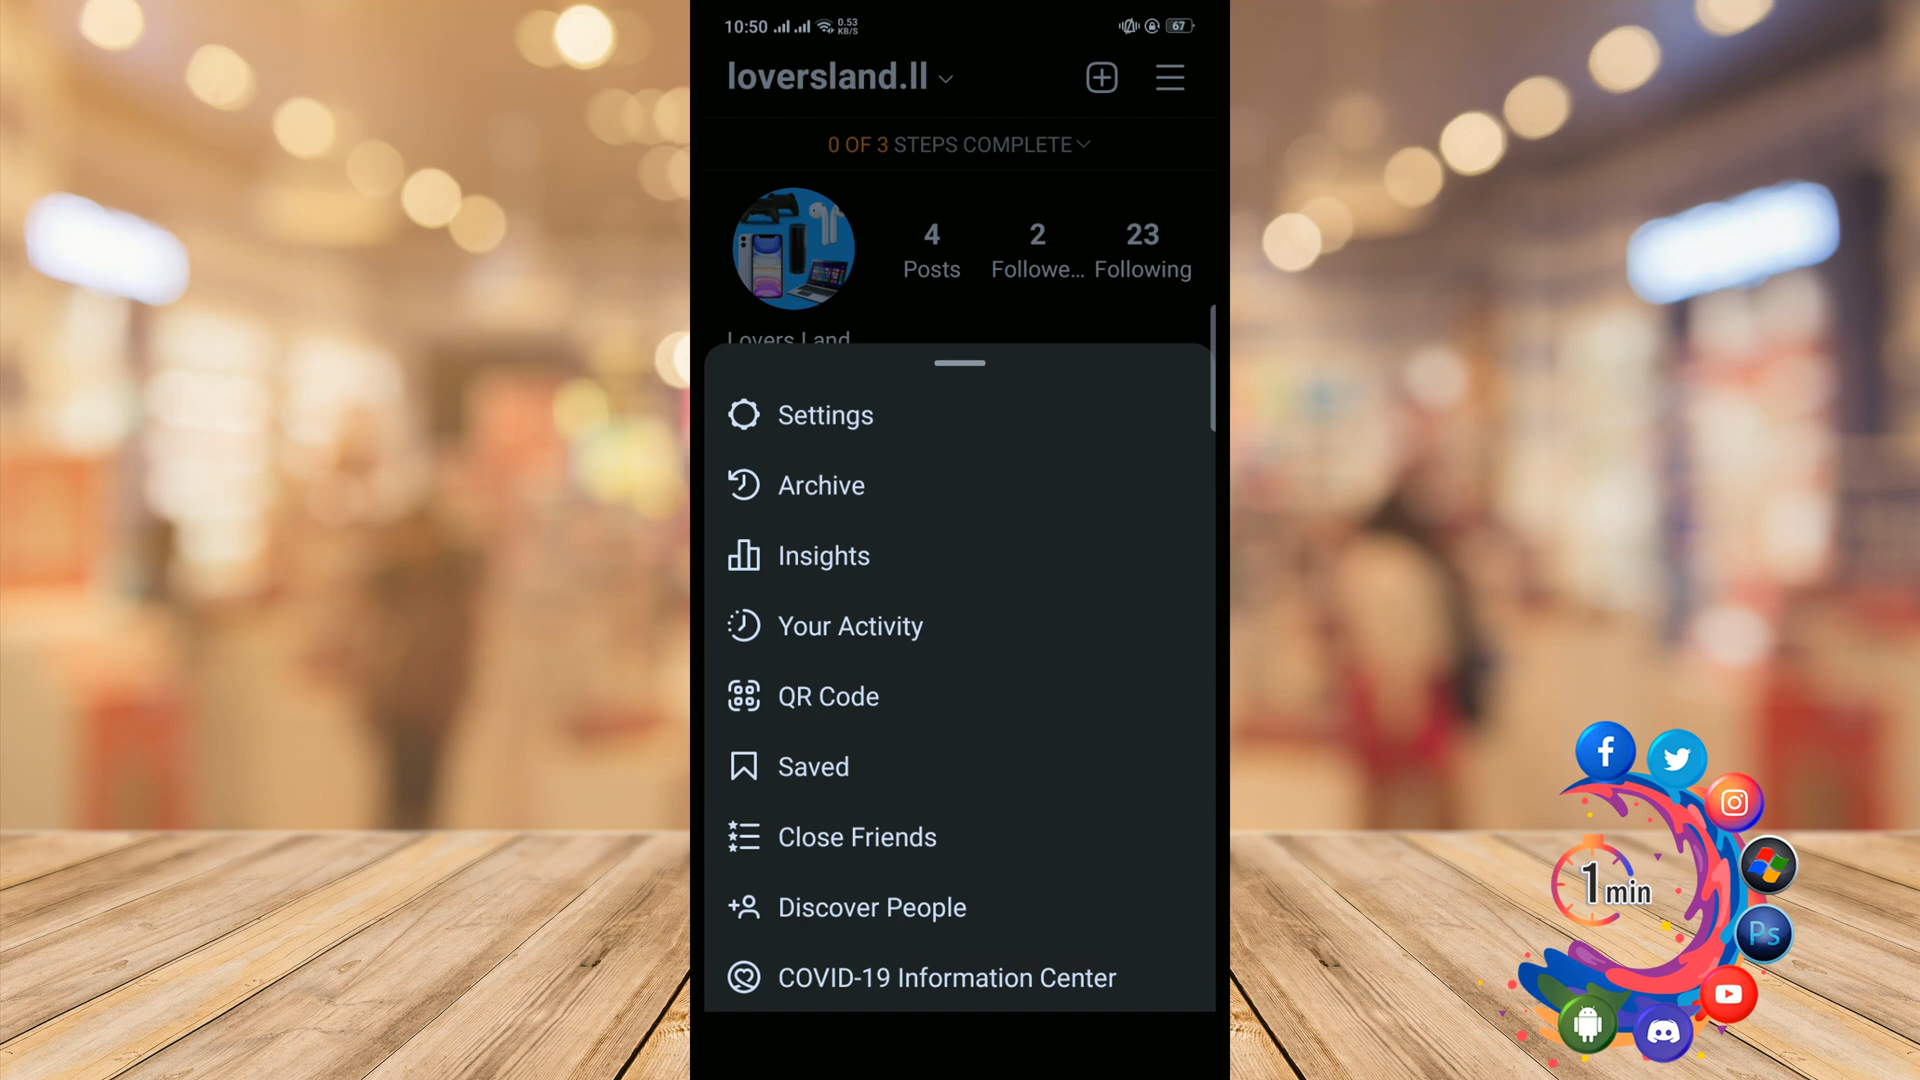 10:50 0.53 KB/S 67
loversland.ll
0 OF 3 STEPS COMPLETE
4 2 23
Posts Followe... Following
Lovers Land
Settings
Archive
Insights
Your Activity
QR Code
Saved
Close Friends
Discover People
COVID-19 Information Center
1 min
Ps